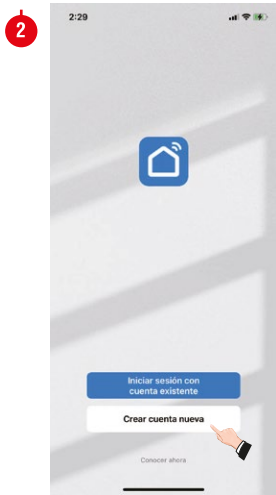 2
2:29
Iniciar sesión con
cuenta existente
Crear cuenta nueva
Conocer ahora